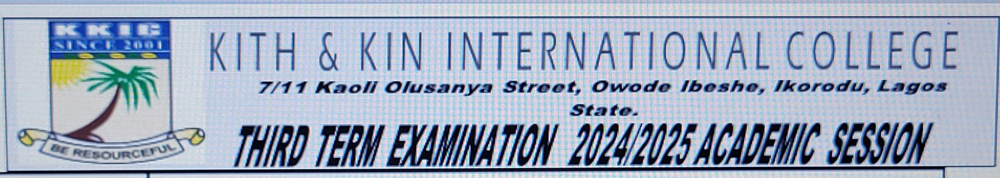 KKIC
SINCE 2001
BE RESOURCEFUL
KITH & KIN INTERNATIONAL COLLEGE
7/11 Kaoli Olusanya Street, Owode Ibeshe, Ikorodu, Lagos
State.
THIRD TERM EXAMINATION 2024/2025 ACADEMIC SESSION